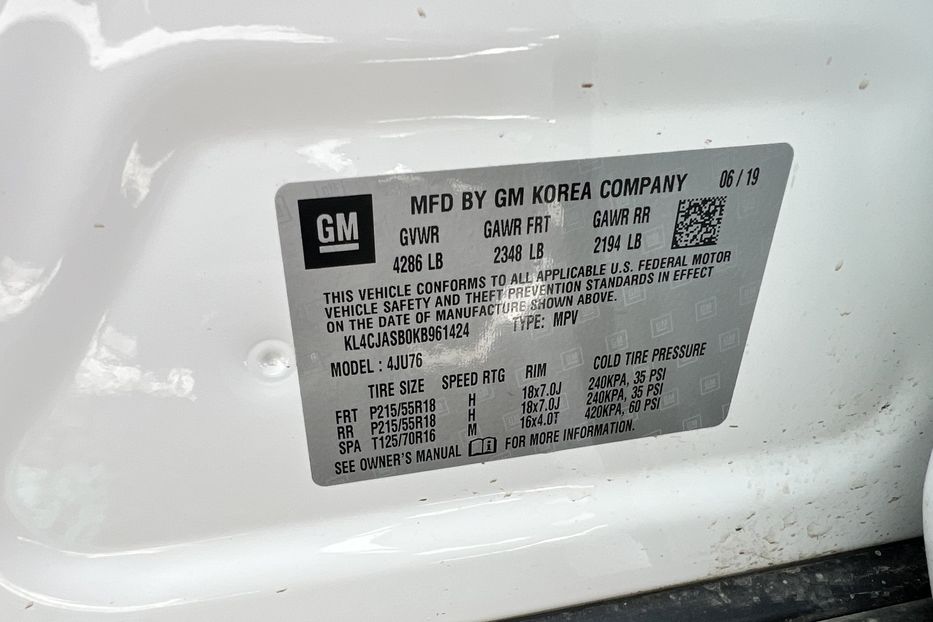 MFD BY GM KOREA COMPANY 06 / 19
GM
GVWR GAWR FRT GAWR RR
4286 LB 2348 LB 2194 LB
THIS VEHICLE CONFORMS TO ALL APPLICABLE U.S. FEDERAL MOTOR
VEHICLE SAFETY AND THEFT PREVENTION STANDARDS IN EFFECT
ON THE DATE OF MANUFACTURE SHOWN ABOVE.
KL4CJASB0KB961424 TYPE: MPV
MODEL : 4JU76
TIRE SIZE SPEED RTG RIM COLD TIRE PRESSURE
FRT P215/55R18 H 18x7.0J 240KPA, 35 PSI
RR P215/55R18 H 18x7.0J 240KPA, 35 PSI
SPA T125/70R16 M 16x4.0T 420KPA, 60 PSI
SEE OWNER'S MANUAL FOR MORE INFORMATION.